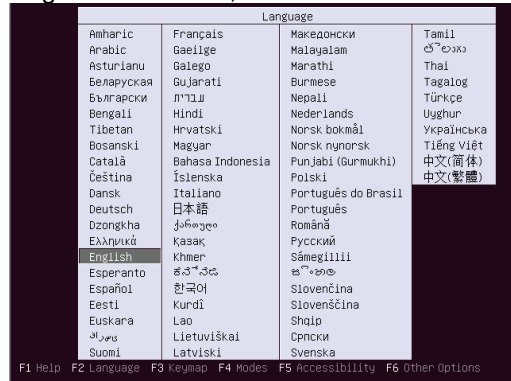 Language
Amharic
Arabic
Asturianu
Беларуская
Български
Bengali
Tibetan
Bosanski
Català
Čeština
Dansk
Deutsch
Dzongkha
Ελληνικά
English
Esperanto
Español
Eesti
Euskara
Suomi
Français
Gaeilge
Galego
Gujarati
עברית
Hindi
Hrvatski
Magyar
Bahasa Indonesia
Íslenska
Italiano
日本語
ქართული
Қазақ
Khmer
한국어
Kurdî
Lao
Lietuviškai
Latviski
Македонски
Malayalam
Marathi
Burmese
Nepali
Nederlands
Norsk bokmål
Norsk nynorsk
Punjabi (Gurmukhi)
Polski
Português do Brasil
Português
Română
Русский
Sámegillii
Slovenčina
Slovenščina
Shqip
Српски
Svenska
Tamil
Thai
Tagalog
Türkçe
Uyghur
Українська
Tiếng Việt
中文(简体)
中文(繁體)
F1 Help F2 Language F3 Keymap F4 Modes F5 Accessibility F6 Other Options